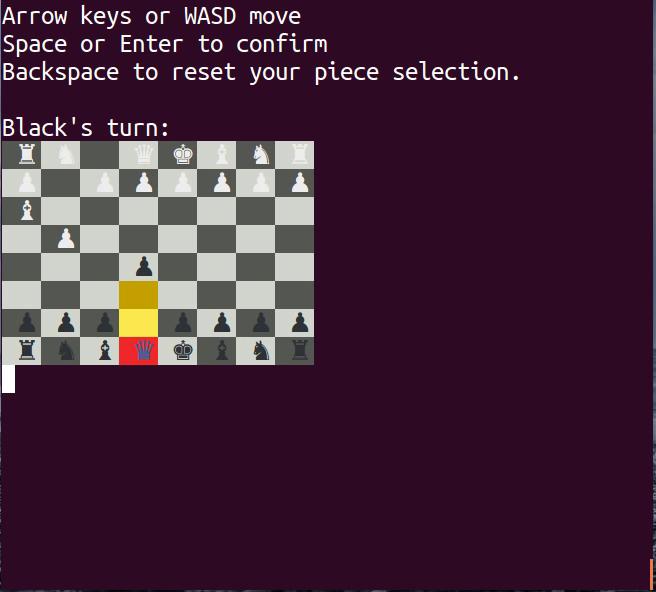 Arrow keys or WASD move
Space or Enter to confirm
Backspace to reset your piece selection.
Black's turn: